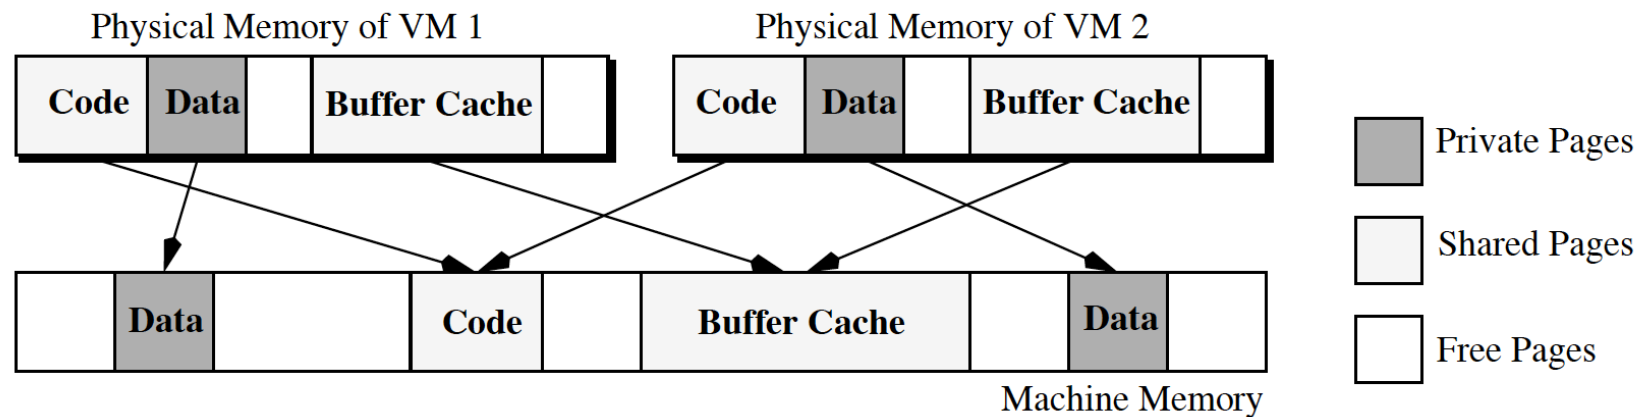 Physical Memory of VM 1
Physical Memory of VM 2
Code Data Buffer Cache
Code Data Buffer Cache
Private Pages
Shared Pages
Data Code Buffer Cache Data
Free Pages
Machine Memory